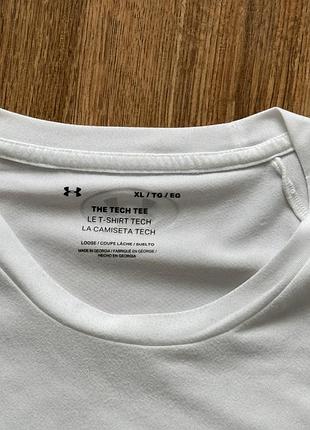 XL / TG / EG
THE TECH TEE
LE T-SHIRT TECH
LA CAMISETA TECH
LOOSE / COUPE LÂCHE / SUELTO
MADE IN GEORGIA / FABRIQUÉ EN GÉORGIE /
HECHO EN GEORGIA